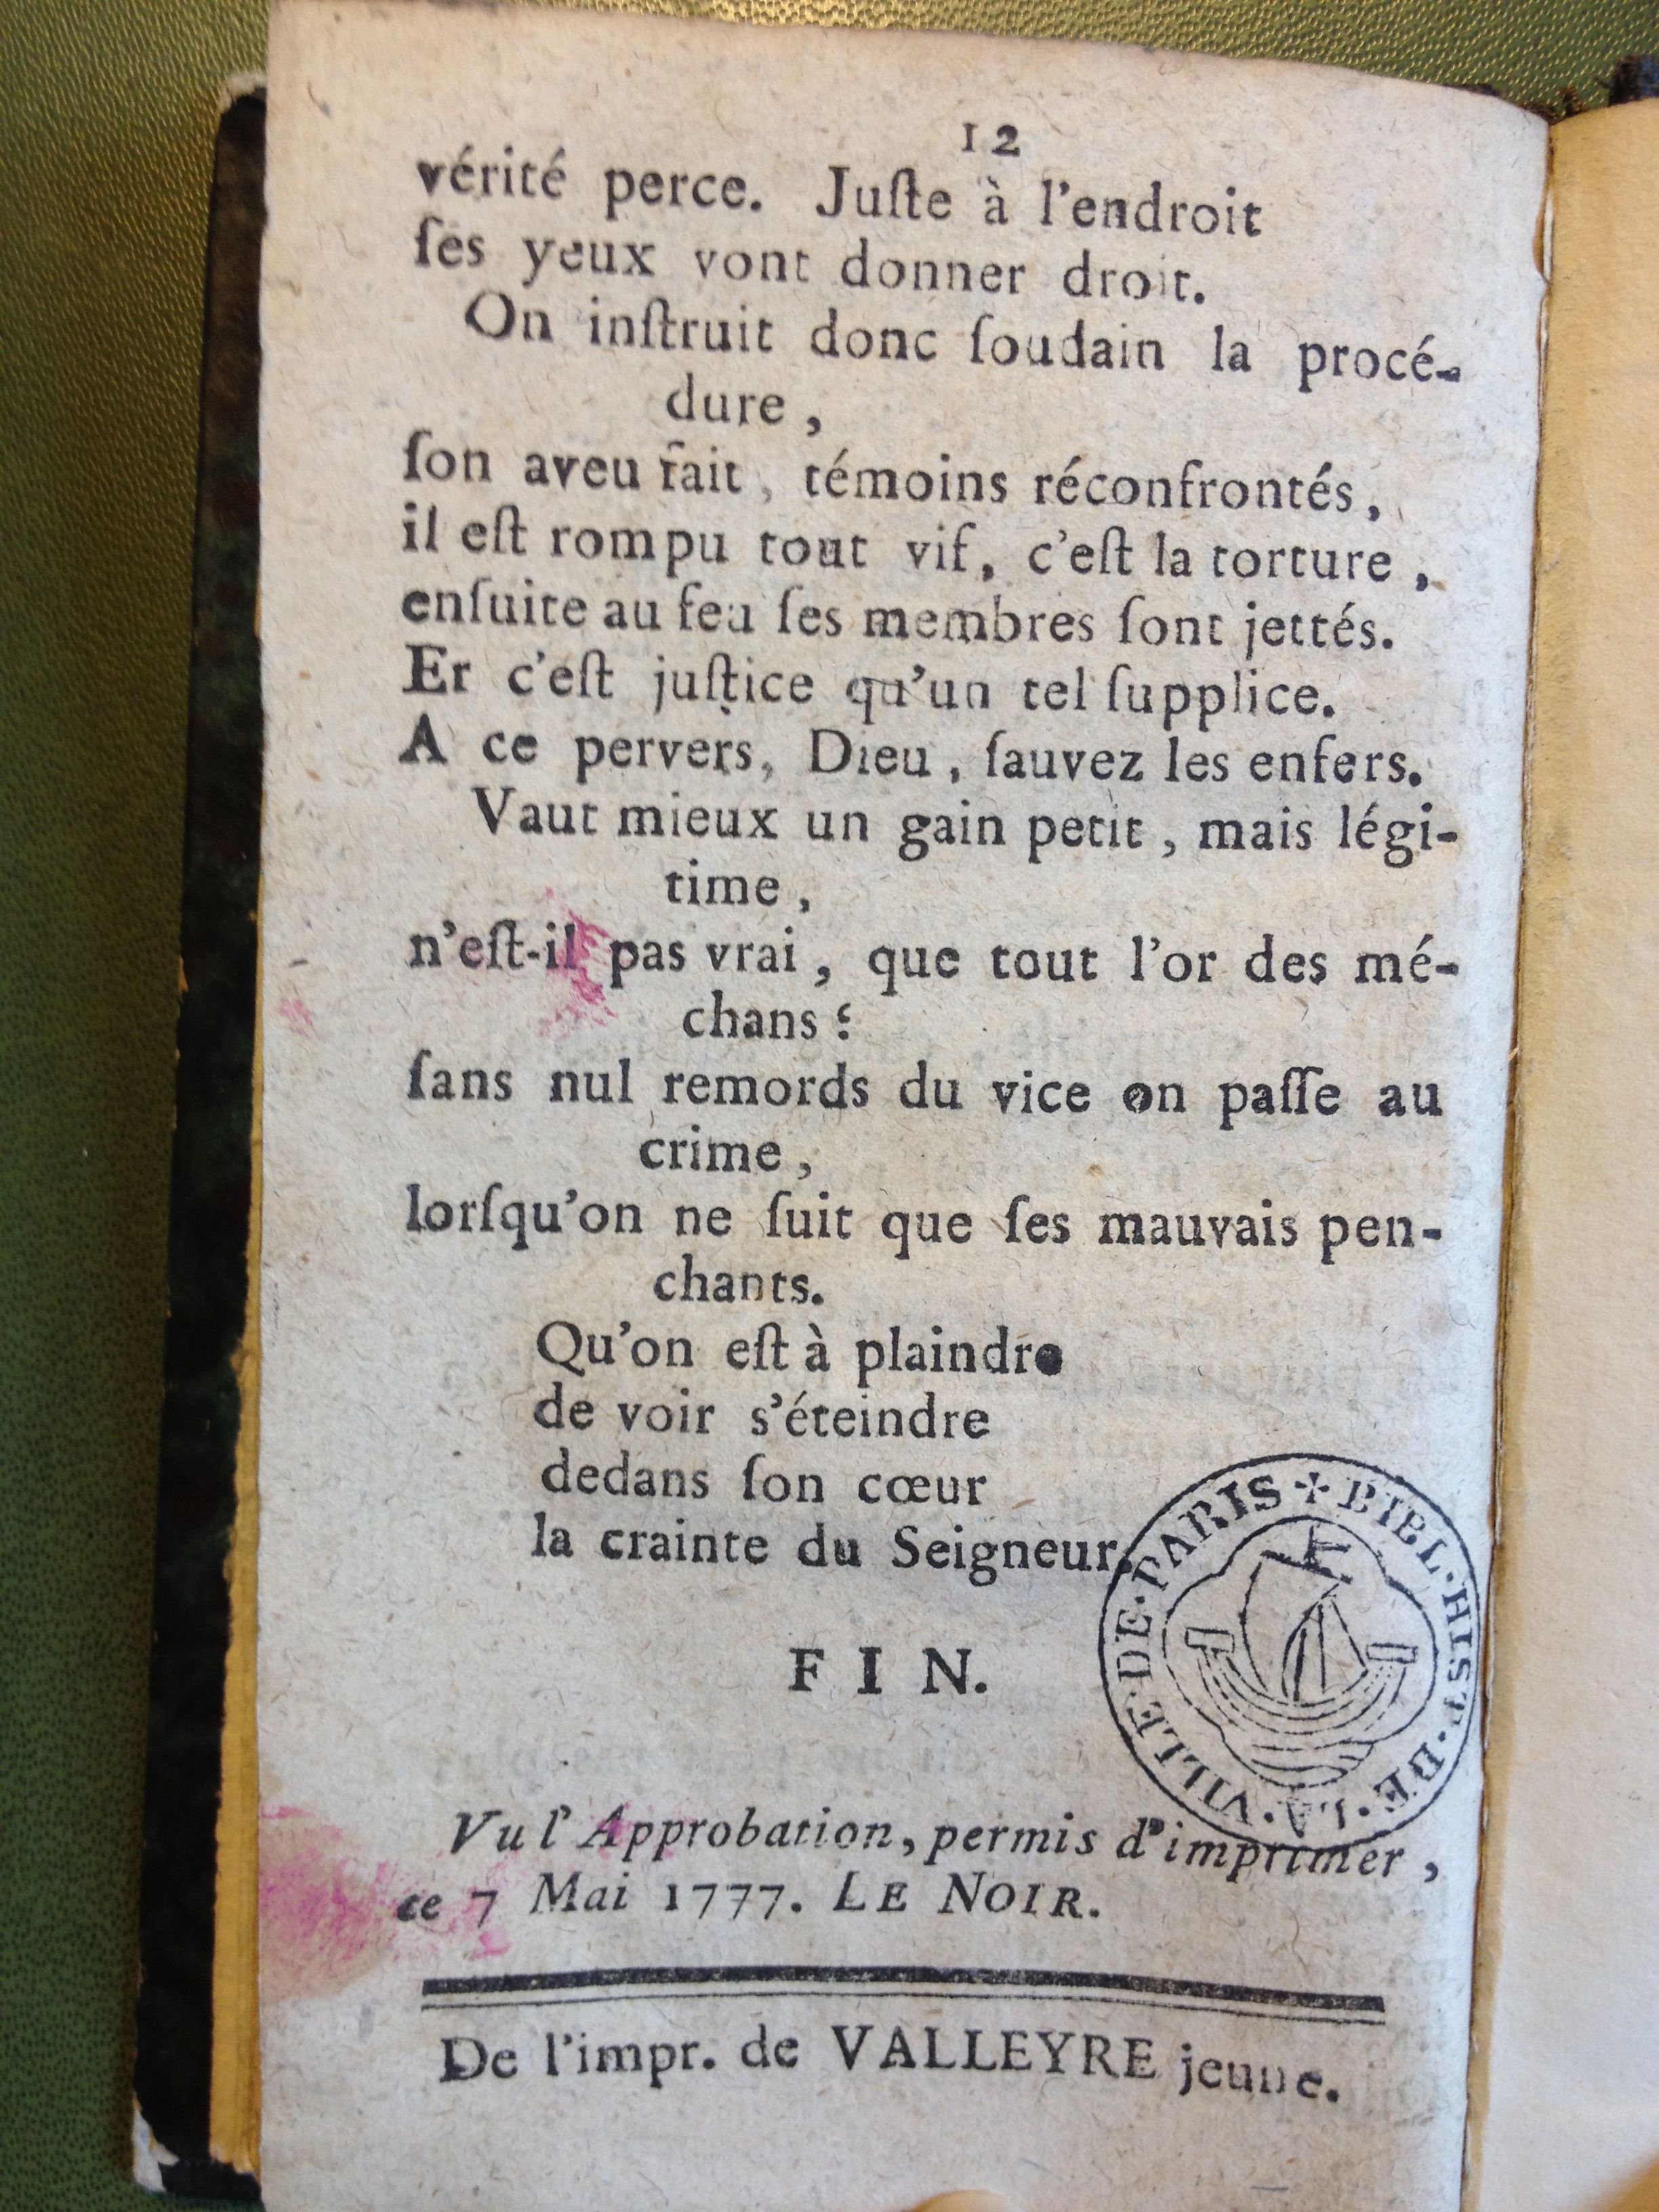 12
vérité perce. Juſte à l'endroit
ſes yeux vont donner droit.
On inſtruit donc ſoudain la procé-
dure,
ſon aveu fait, témoins réconfrontés,
il eſt rompu tout vif, c'eſt la torture,
enſuite au feu ſes membres ſont jettés.
Et c'eſt juſtice qu'un tel ſupplice.
A ce pervers, Dieu, ſauvez les enfers.
Vaut mieux un gain petit, mais légi-
time,
n'eſt-il pas vrai, que tout l'or des mé-
chans?
ſans nul remords du vice on paſſe au
crime,
lorſqu'on ne ſuit que ſes mauvais pen-
chants.
Qu'on eſt à plaindre
de voir s'éteindre
dedans ſon cœur
la crainte du Seigneur.
FIN.
BIBL. HIST. DE. LA. VILLE. DE. PARIS
Vu l'Approbation, permis d'imprimer,
ce 7 Mai 1777. LE NOIR.
De l'impr. de VALLEYRE jeune.